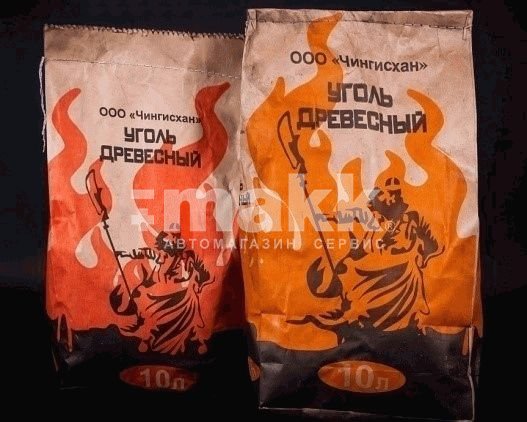 ООО «Чингисхан»
УГОЛЬ
ДРЕВЕСНЫЙ
10л
ООО «Чингисхан»
УГОЛЬ
ДРЕВЕСНЫЙ
10л
makk®
АВТОМАГАЗИН СЕРВИС